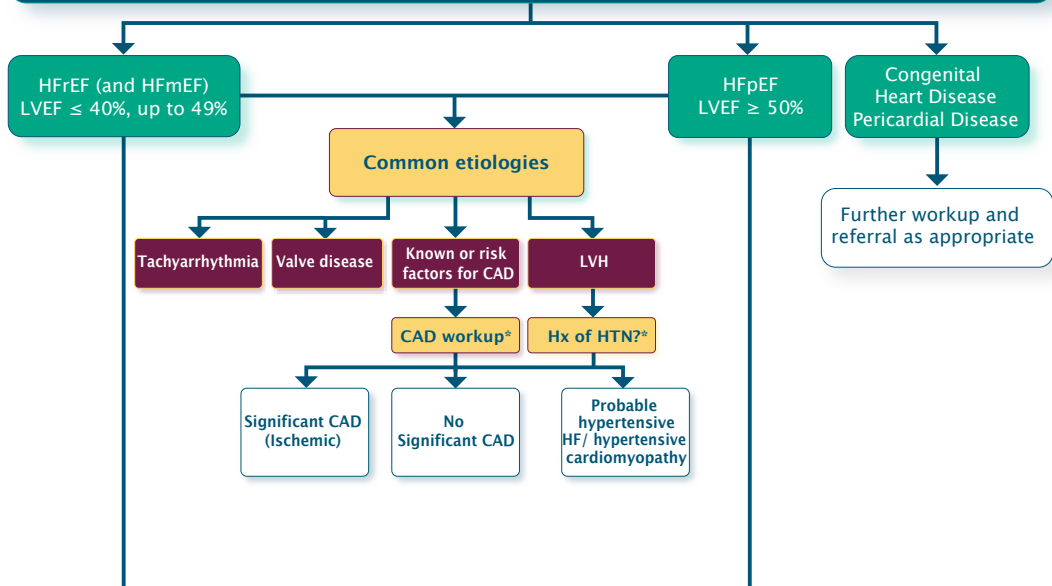 HFrEF (and HFmEF)
LVEF ≤ 40%, up to 49%
HFpEF
LVEF ≥ 50%
Congenital
Heart Disease
Pericardial Disease
Common etiologies
Further workup and
referral as appropriate
Tachyarrhythmia
Valve disease
Known or risk
factors for CAD
LVH
CAD workup*
Hx of HTN?*
Significant CAD
(Ischemic)
No
Significant CAD
Probable
hypertensive
HF/ hypertensive
cardiomyopathy